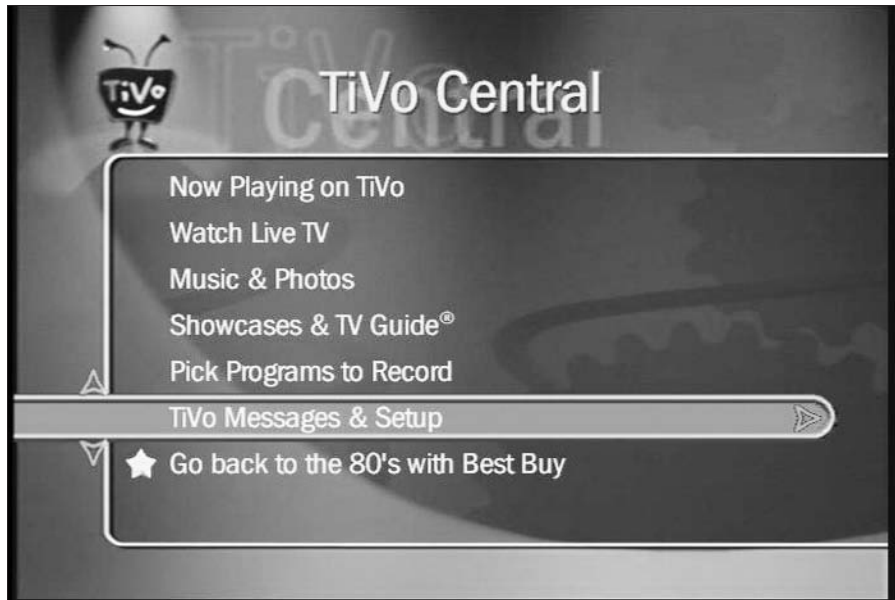 TiVo
TiVo Central
Now Playing on TiVo
Watch Live TV
Music & Photos
Showcases & TV Guide®
Pick Programs to Record
TiVo Messages & Setup
Go back to the 80's with Best Buy